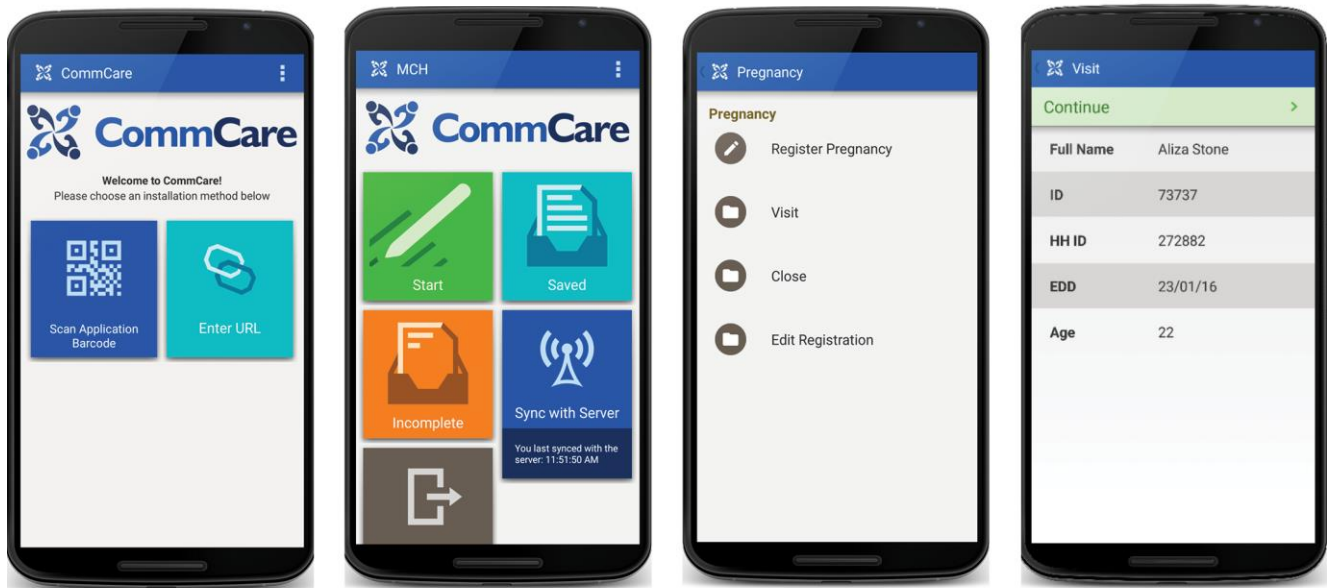 CommCare
CommCare
Welcome to CommCare!
Please choose an installation method below
Scan Application
Barcode
Enter URL
MCH
CommCare
Start
Saved
Incomplete
Sync with Server
You last synced with the
server: 11:51:50 AM
Pregnancy
Pregnancy
Register Pregnancy
Visit
Close
Edit Registration
Visit
Continue
Full Name Aliza Stone
ID 73737
HH ID 272882
EDD 23/01/16
Age 22